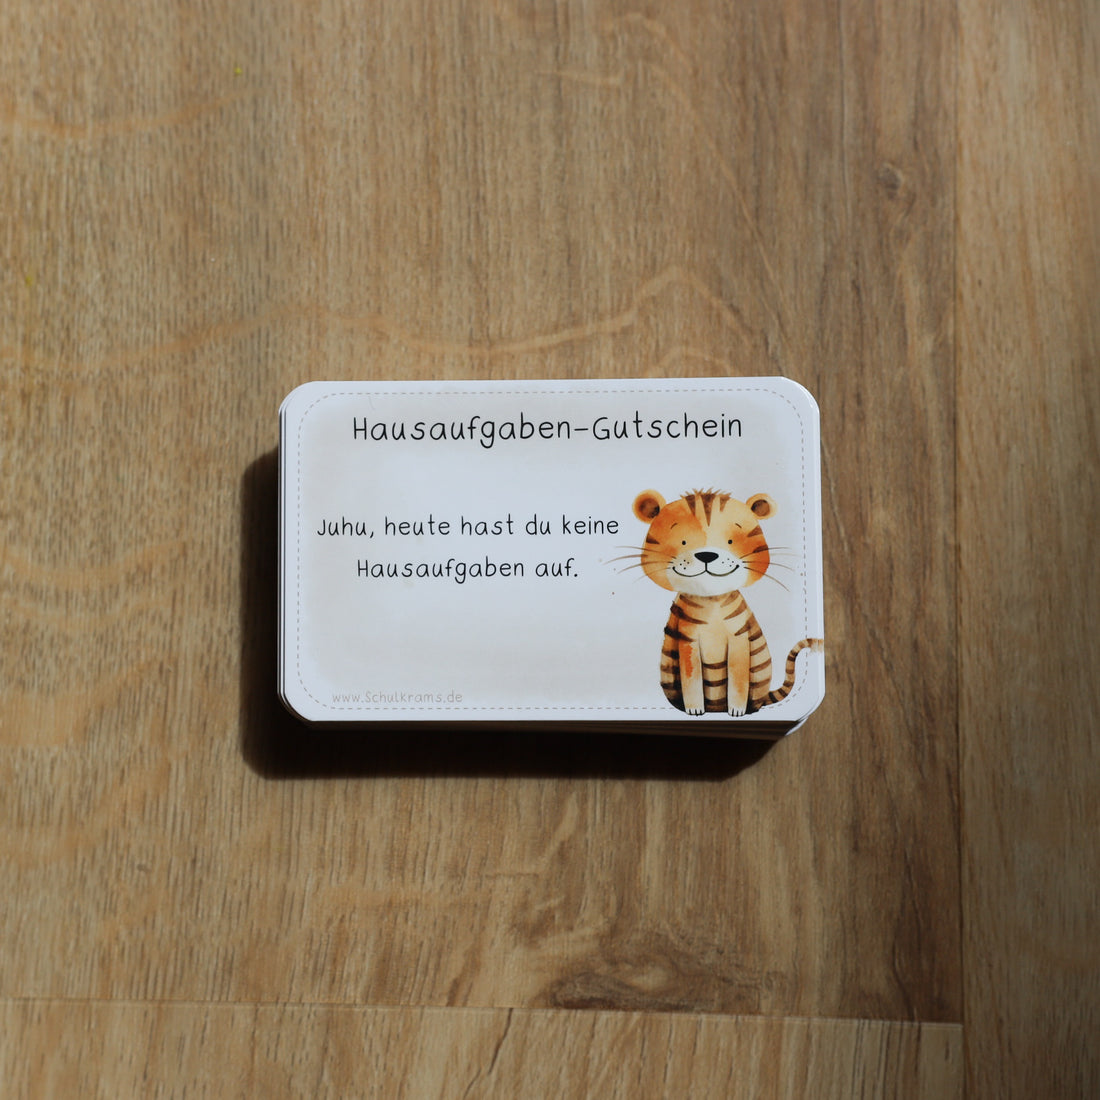 Hausaufgaben-Gutschein
Juhu, heute hast du keine
Hausaufgaben auf.
www.Schulkrams.de